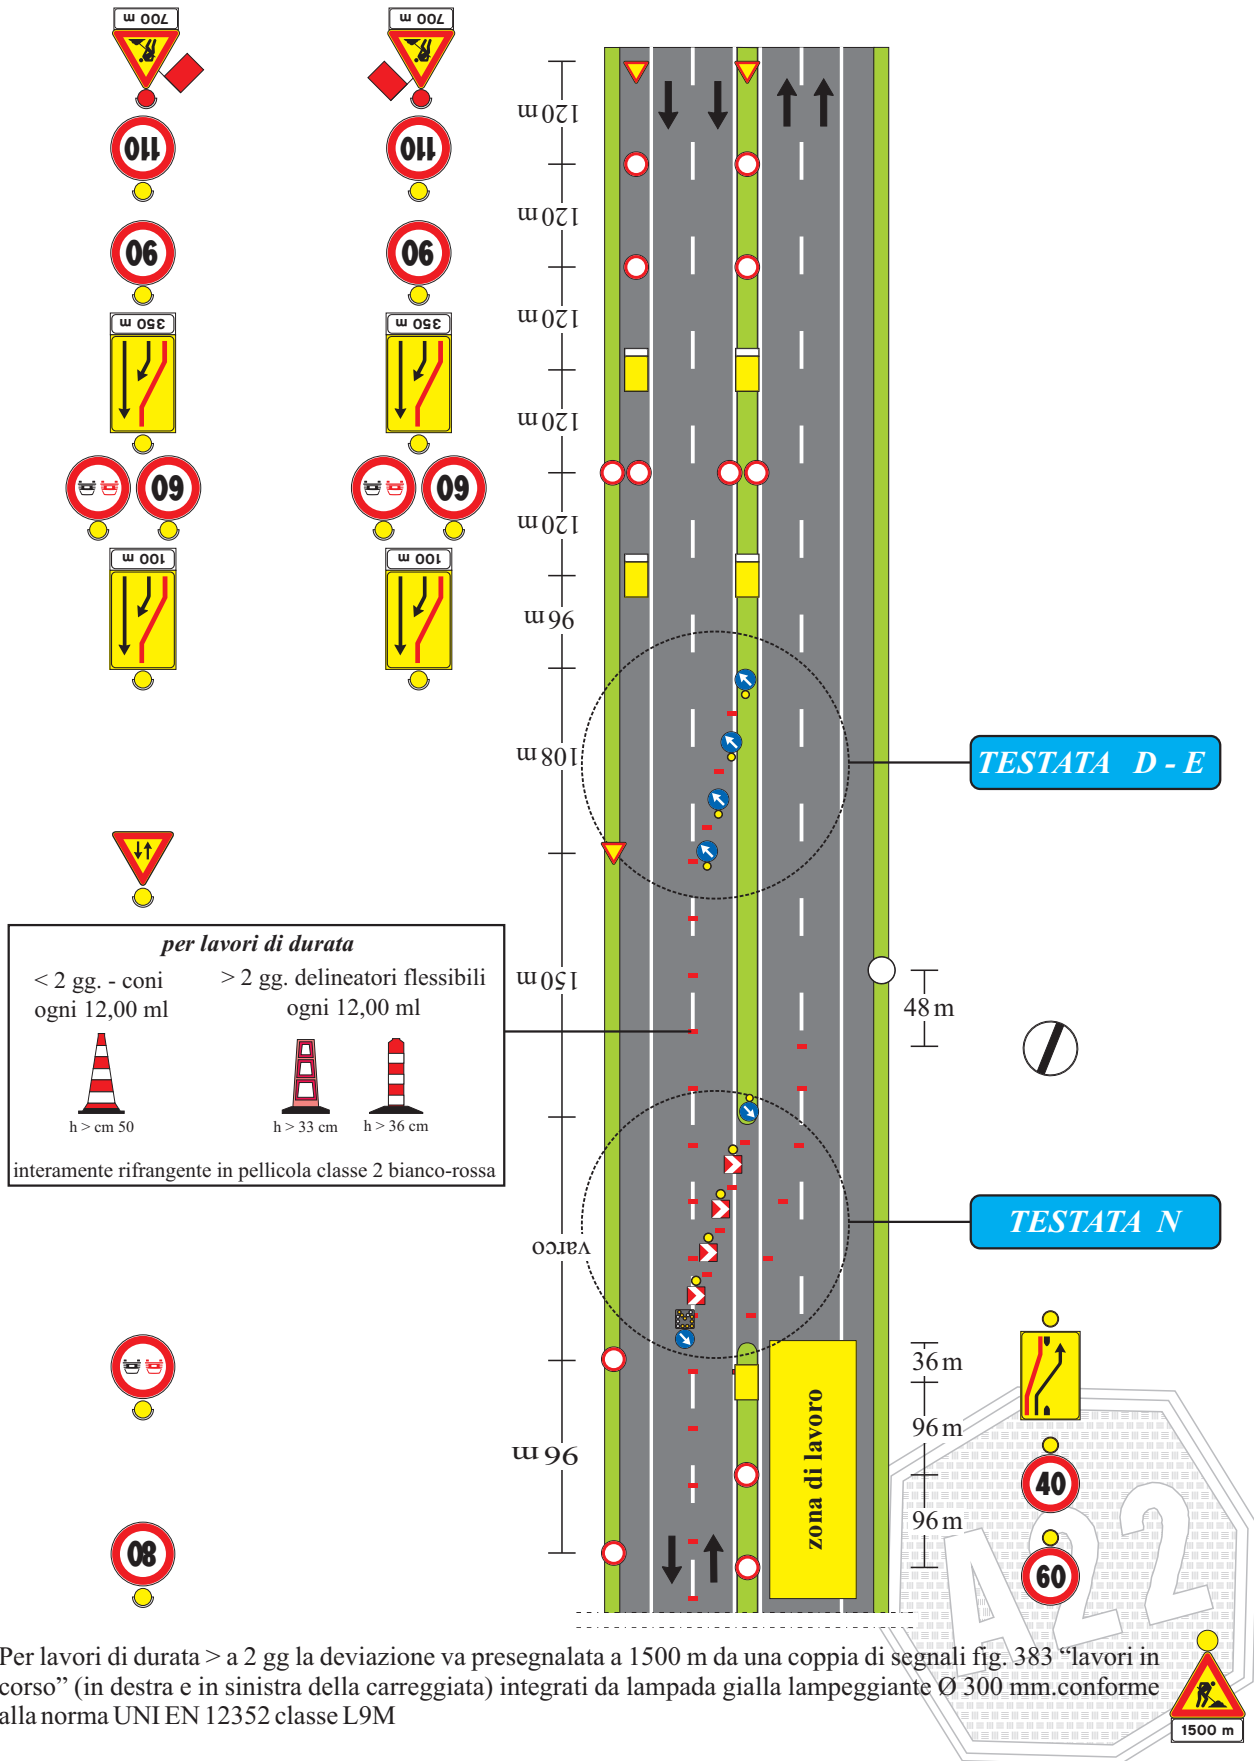 700 m
700 m
110
110
90
90
350 m
350 m
60
60
100 m
100 m
120 m
120 m
120 m
120 m
120 m
96 m
108 m
150 m
varco
96 m
TESTATA D - E
48 m
per lavori di durata
< 2 gg. - coni
ogni 12,00 ml
> 2 gg. delineatori flessibili
ogni 12,00 ml
h > cm 50
h > 33 cm
h > 36 cm
interamente rifrangente in pellicola classe 2 bianco-rossa
TESTATA N
36 m
96 m
96 m
zona di lavoro
40
60
80
A22
Per lavori di durata > a 2 gg la deviazione va presegnalata a 1500 m da una coppia di segnali fig. 383 “lavori in
corso” (in destra e in sinistra della carreggiata) integrati da lampada gialla lampeggiante Ø 300 mm.conforme
alla norma UNI EN 12352 classe L9M
1500 m